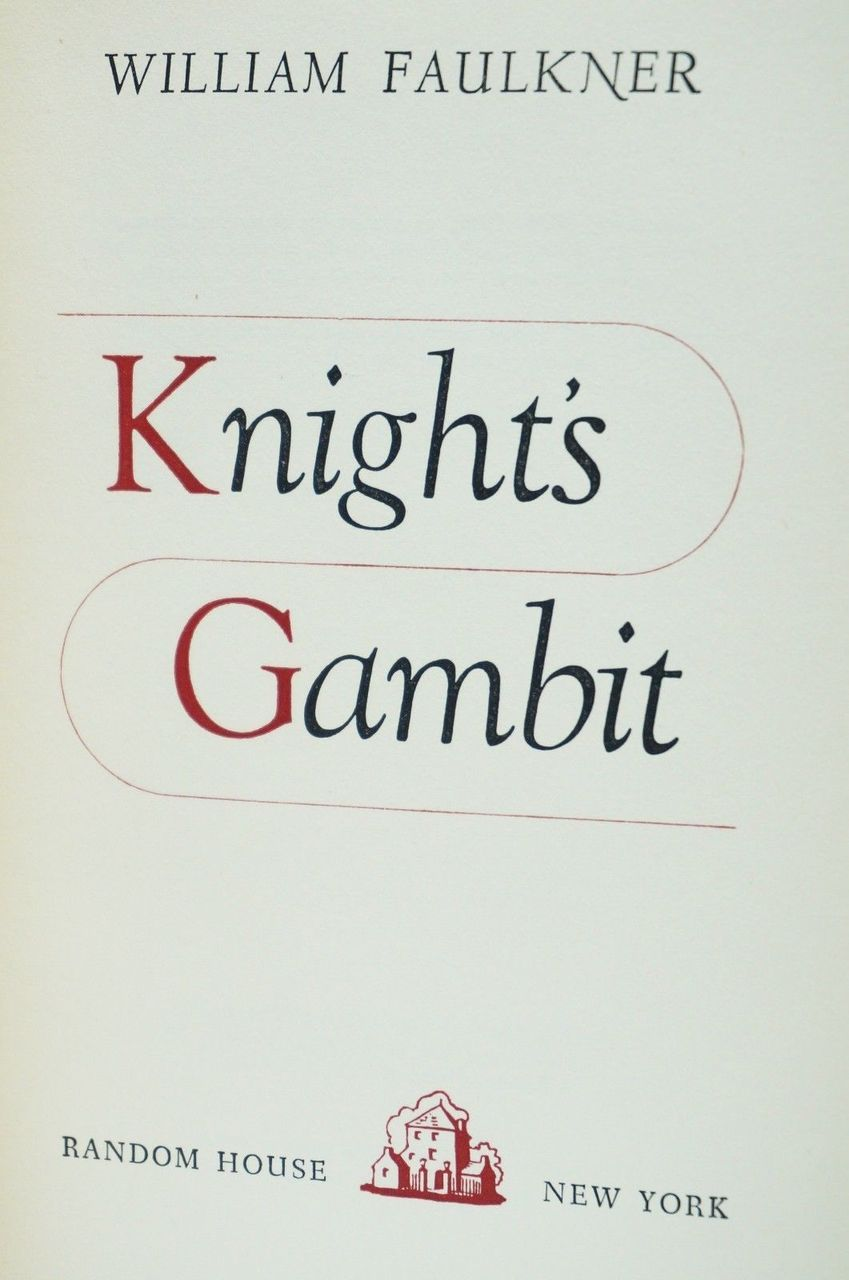 WILLIAM FAULKNER
Knight's
Gambit
RANDOM HOUSE NEW YORK